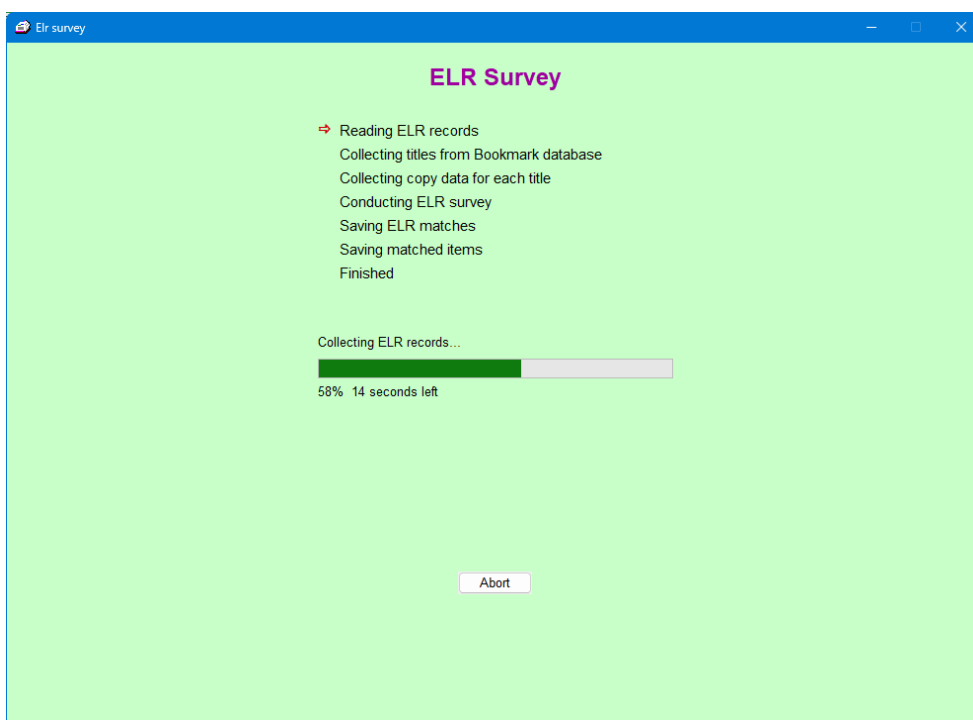 Elr survey
ELR Survey
Reading ELR records
Collecting titles from Bookmark database
Collecting copy data for each title
Conducting ELR survey
Saving ELR matches
Saving matched items
Finished
Collecting ELR records...
58% 14 seconds left
Abort